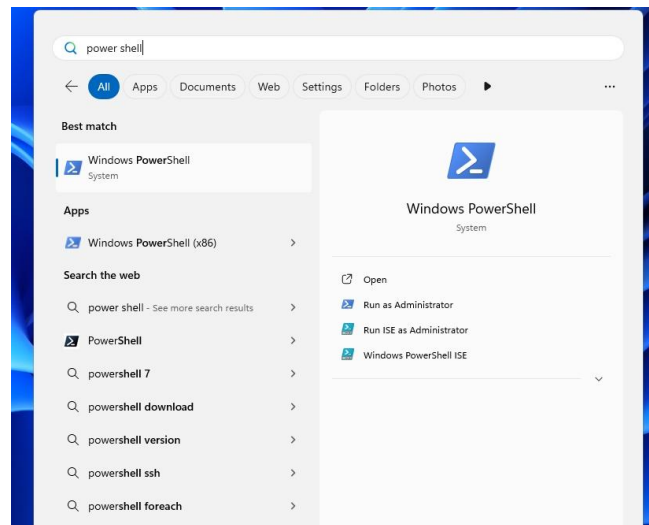 power shell
All Apps Documents Web Settings Folders Photos ...
Best match
Windows PowerShell
System
Apps
Windows PowerShell (x86)
Search the web
power shell - See more search results
PowerShell
powershell 7
powershell download
powershell version
powershell ssh
powershell foreach
Windows PowerShell
System
Open
Run as Administrator
Run ISE as Administrator
Windows PowerShell ISE